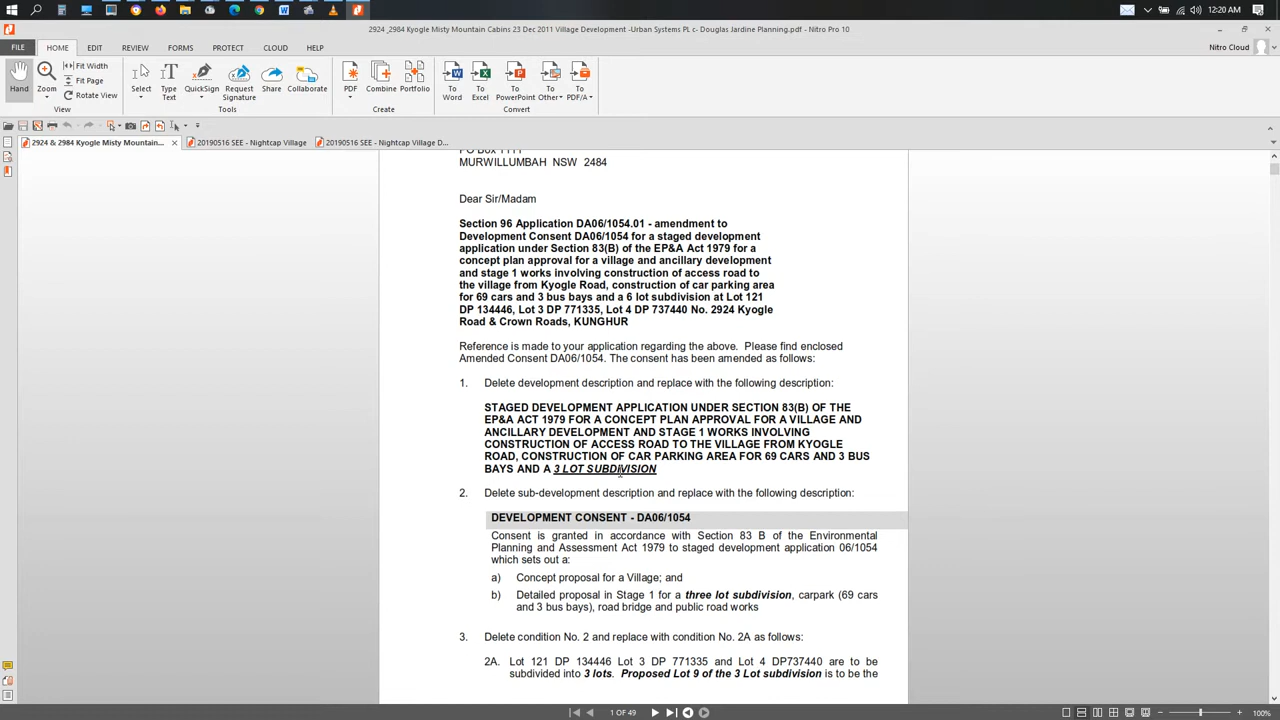 12:20 AM
2924 _2984 Kyogle Misty Mountain Cabins 23 Dec 2011 Village Development -Urban Systems PL c- Douglas Jardine Planning.pdf - Nitro Pro 10
FILE HOME EDIT REVIEW FORMS PROTECT CLOUD HELP
Nitro Cloud
Hand
Zoom
Fit Width
Fit Page
Rotate View
Select
Type Text
QuickSign
Request Signature
Share
Collaborate
PDF
Combine
Portfolio
To Word
To Excel
To PowerPoint
To Other
To PDF/A
View
Tools
Create
Convert
2924 & 2984 Kyogle Misty Mountain...
20190516 SEE - Nightcap Village
20190516 SEE - Nightcap Village D...
PO Box 1111
MURWILLUMBAH NSW 2484
Dear Sir/Madam
Section 96 Application DA06/1054.01 - amendment to
Development Consent DA06/1054 for a staged development
application under Section 83(B) of the EP&A Act 1979 for a
concept plan approval for a village and ancillary development
and stage 1 works involving construction of access road to
the village from Kyogle Road, construction of car parking area
for 69 cars and 3 bus bays and a 6 lot subdivision at Lot 121
DP 134446, Lot 3 DP 771335, Lot 4 DP 737440 No. 2924 Kyogle
Road & Crown Roads, KUNGHUR
Reference is made to your application regarding the above. Please find enclosed
Amended Consent DA06/1054. The consent has been amended as follows:
1. Delete development description and replace with the following description:
STAGED DEVELOPMENT APPLICATION UNDER SECTION 83(B) OF THE
EP&A ACT 1979 FOR A CONCEPT PLAN APPROVAL FOR A VILLAGE AND
ANCILLARY DEVELOPMENT AND STAGE 1 WORKS INVOLVING
CONSTRUCTION OF ACCESS ROAD TO THE VILLAGE FROM KYOGLE
ROAD, CONSTRUCTION OF CAR PARKING AREA FOR 69 CARS AND 3 BUS
BAYS AND A 3 LOT SUBDIVISION
2. Delete sub-development description and replace with the following description:
DEVELOPMENT CONSENT - DA06/1054
Consent is granted in accordance with Section 83 B of the Environmental
Planning and Assessment Act 1979 to staged development application 06/1054
which sets out a:
a) Concept proposal for a Village; and
b) Detailed proposal in Stage 1 for a three lot subdivision, carpark (69 cars
and 3 bus bays), road bridge and public road works
3. Delete condition No. 2 and replace with condition No. 2A as follows:
2A. Lot 121 DP 134446 Lot 3 DP 771335 and Lot 4 DP737440 are to be
subdivided into 3 lots. Proposed Lot 9 of the 3 Lot subdivision is to be the
1 OF 49
100%